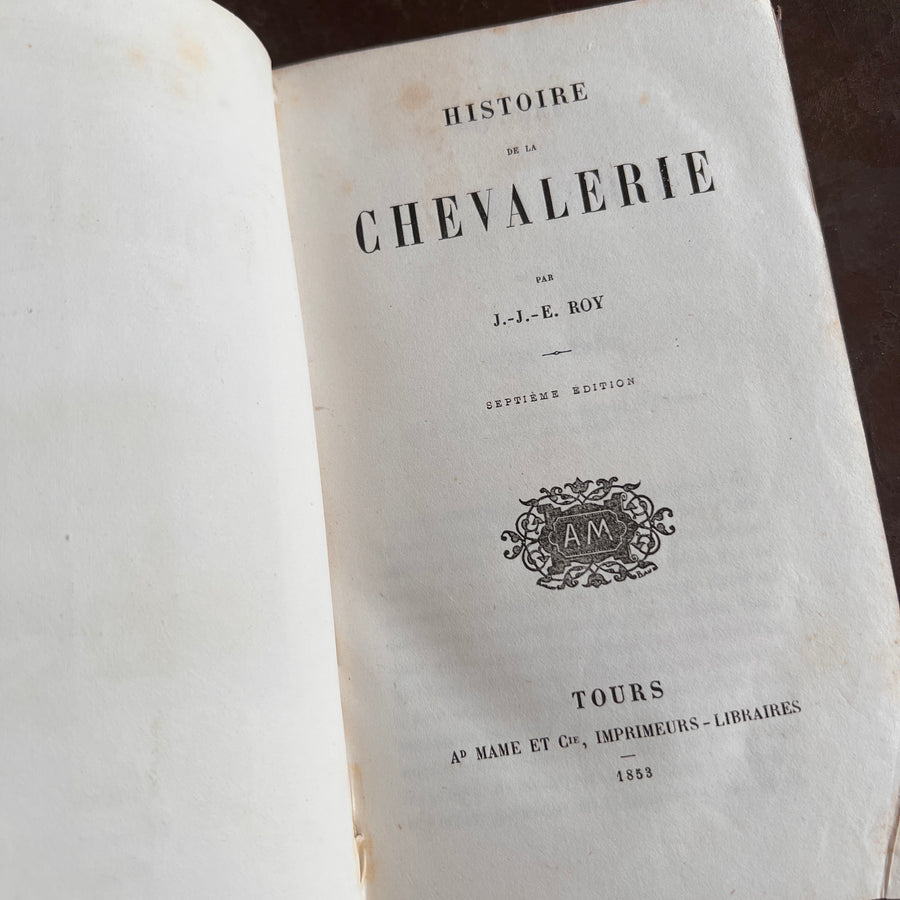 HISTOIRE
DE LA
CHEVALERIE
PAR
J.-J.-E. ROY
SEPTIÈME ÉDITION
AM
TOURS
Aᴰ MAME ET Cᴵᴱ, IMPRIMEURS-LIBRAIRES
1853